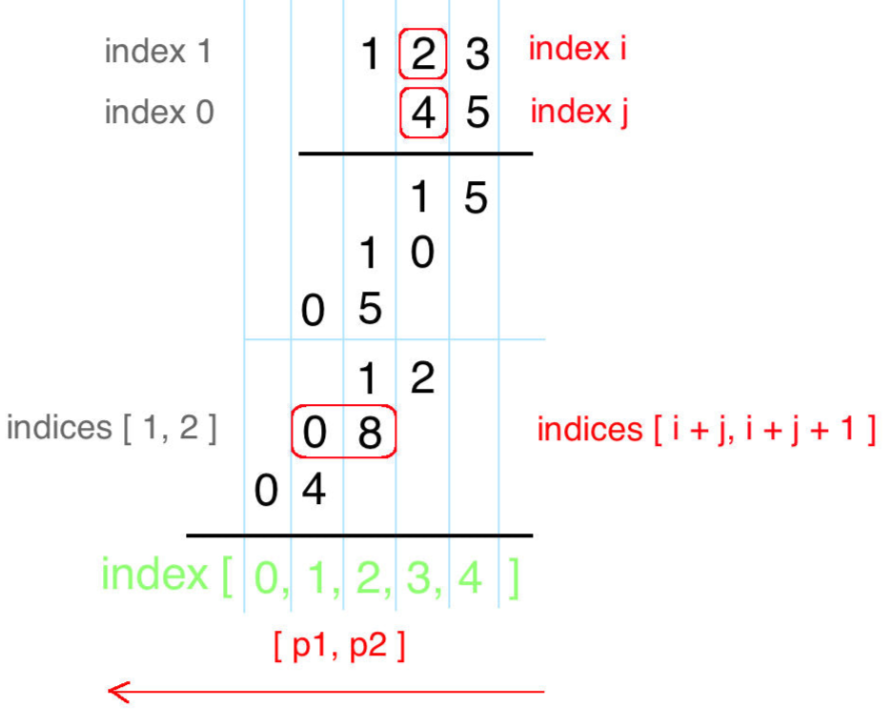 index 1 1 2 3 index i
index 0 4 5 index j
1 5
1 0
0 5
1 2
indices [ 1, 2 ] 0 8 indices [ i + j, i + j + 1 ]
0 4
index [ 0, 1, 2, 3, 4 ]
[ p1, p2 ]